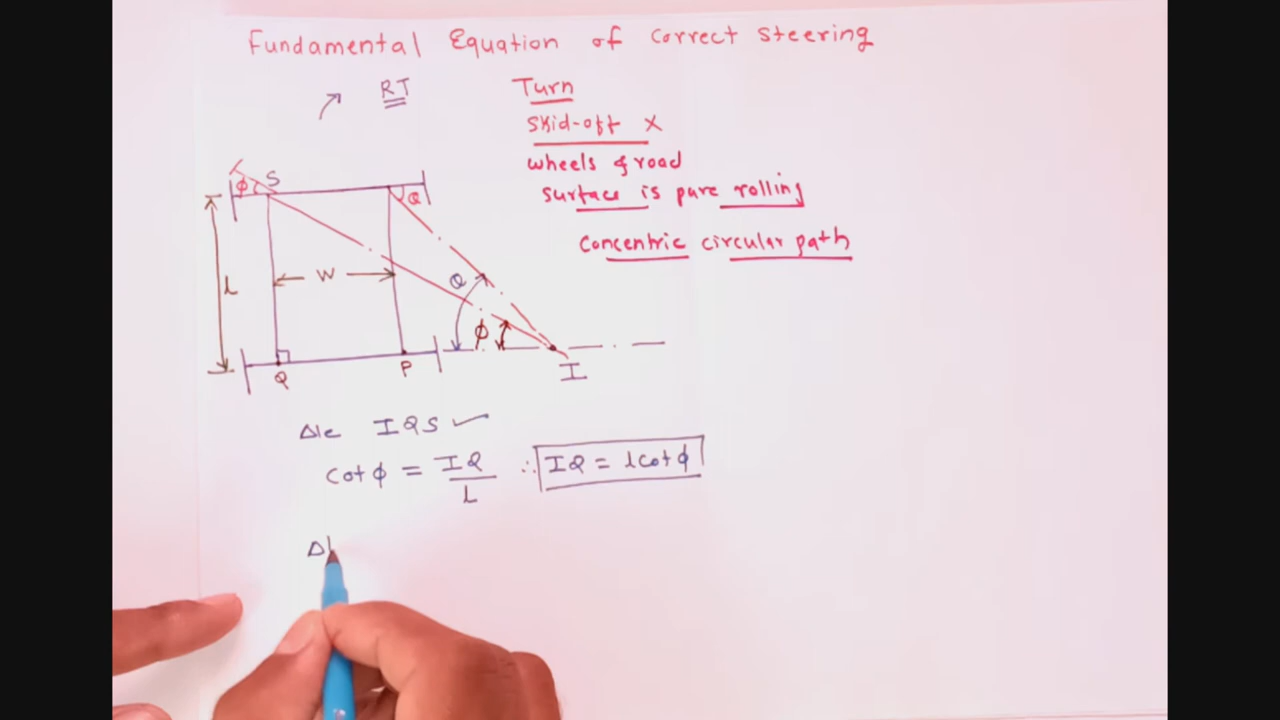 Fundamental Equation of Correct Steering
RT
Turn
Skid-off X
wheels & road
surface is pure rolling
Concentric circular path
ϕ S
θ
W
L
θ
ϕ
Q
P
I
Δle IQS ✓
cot ϕ = IQ / L ∴ IQ = L cot ϕ
Δl